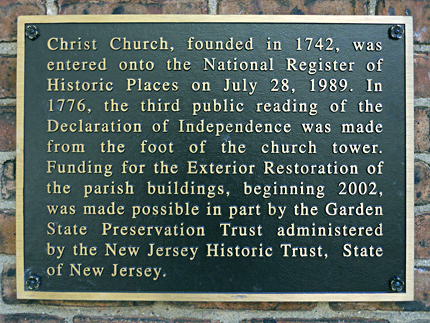 Christ Church, founded in 1742, was
entered onto the National Register of
Historic Places on July 28, 1989. In
1776, the third public reading of the
Declaration of Independence was made
from the foot of the church tower.
Funding for the Exterior Restoration of
the parish buildings, beginning 2002,
was made possible in part by the Garden
State Preservation Trust administered
by the New Jersey Historic Trust, State
of New Jersey.